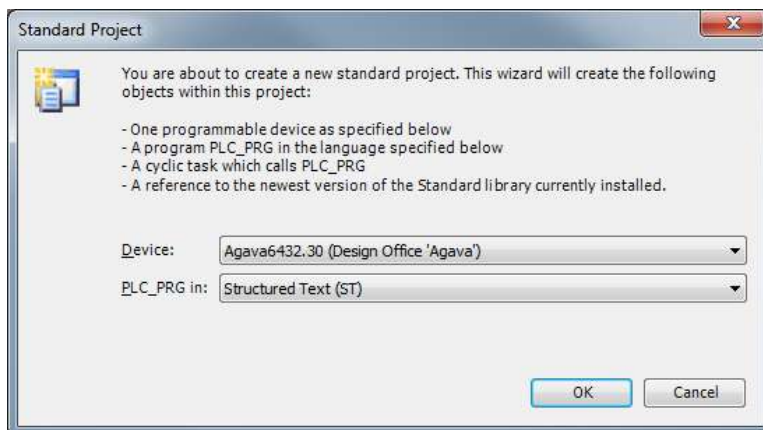 Standard Project
You are about to create a new standard project. This wizard will create the following
objects within this project:
- One programmable device as specified below
- A program PLC_PRG in the language specified below
- A cyclic task which calls PLC_PRG
- A reference to the newest version of the Standard library currently installed.
Device: Agava6432.30 (Design Office 'Agava')
PLC_PRG in: Structured Text (ST)
OK Cancel